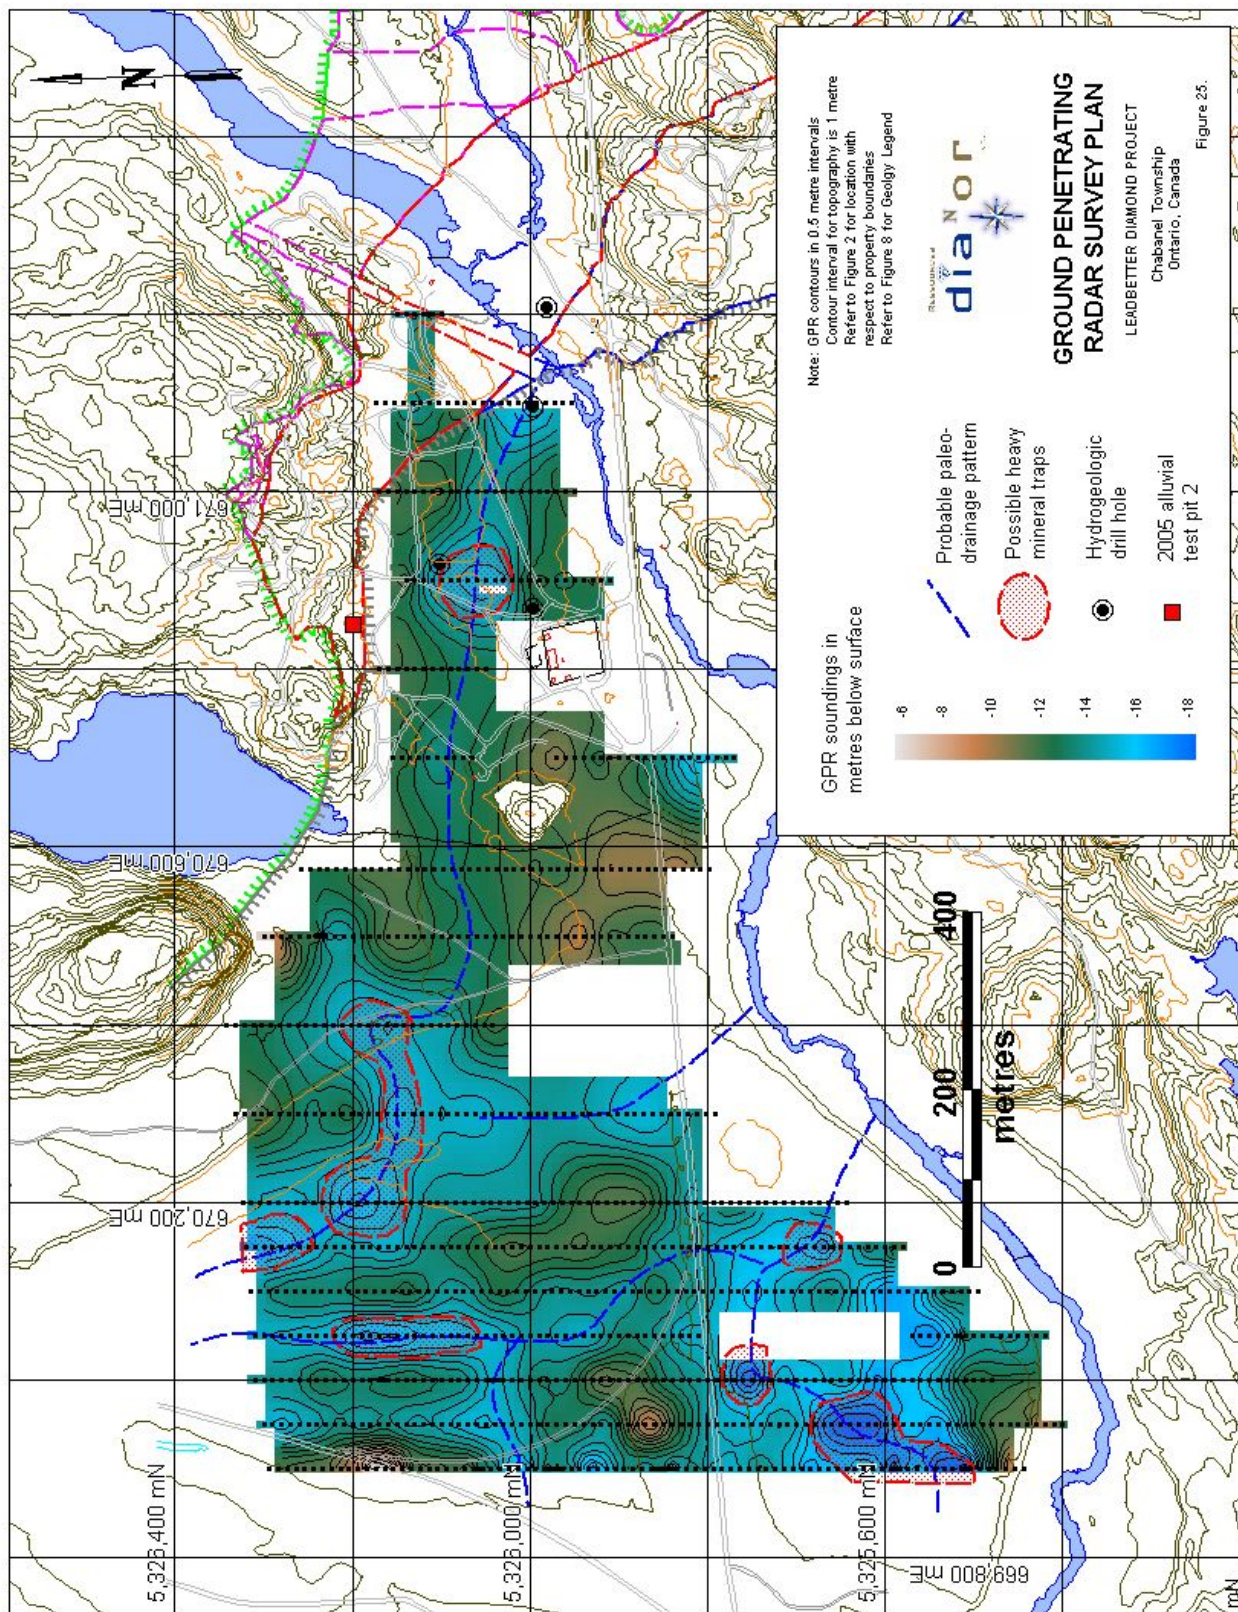 N
671,000 mE
670,600 mE
670,200 mE
669,800 mE
5,323,400 mN
5,323,000 mN
5,322,600 mN
mN
0
200
400
metres
GPR soundings in
metres below surface
-6
-8
-10
-12
-14
-16
-18
Probable paleo-
drainage pattern
Possible heavy
mineral traps
Hydrogeologic
drill hole
2005 alluvial
test pit 2
Note: GPR contours in 0.5 metre intervals
Contour interval for topography is 1 metre
Refer to Figure 2 for location with
respect to property boundaries
Refer to Figure 8 for Geolgy Legend
RESSOURCES
diaNor
GROUND PENETRATING
RADAR SURVEY PLAN
LEADBETTER DIAMOND PROJECT
Chabanel Township
Ontario, Canada
Figure 25.